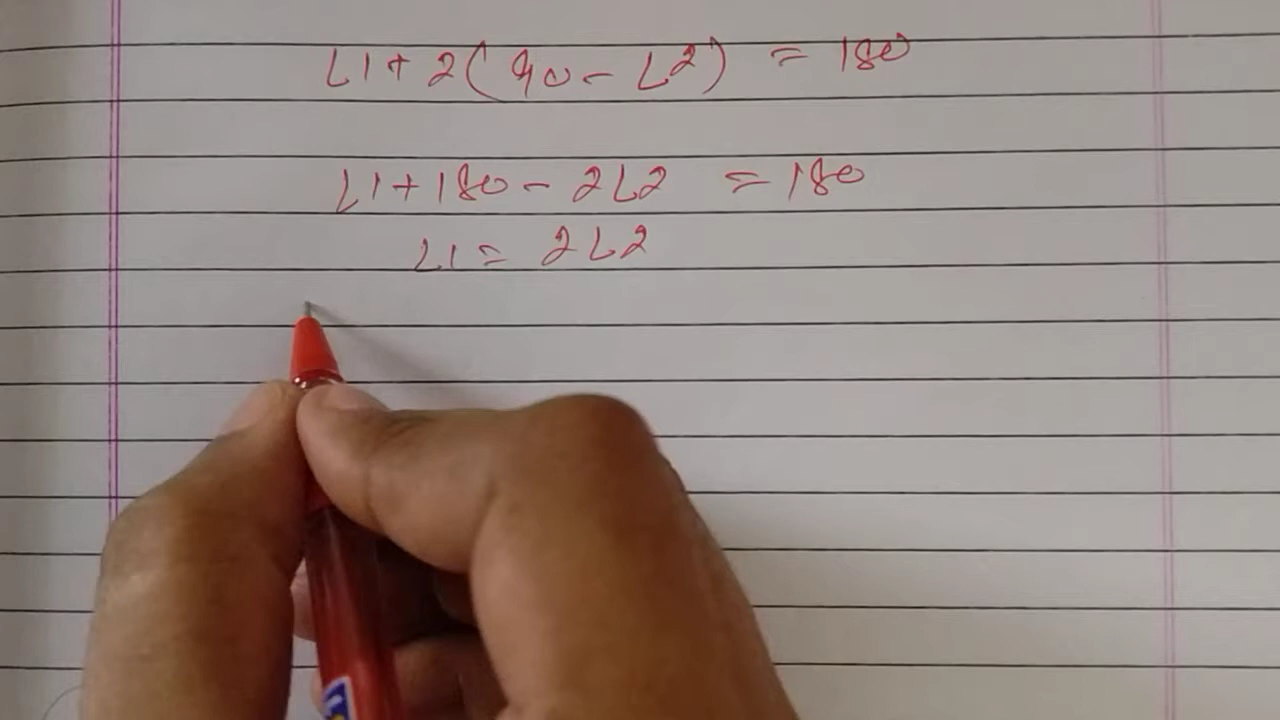 ∠1 + 2(90 - ∠2) = 180
∠1 + 180 - 2∠2 = 180
∠1 = 2∠2